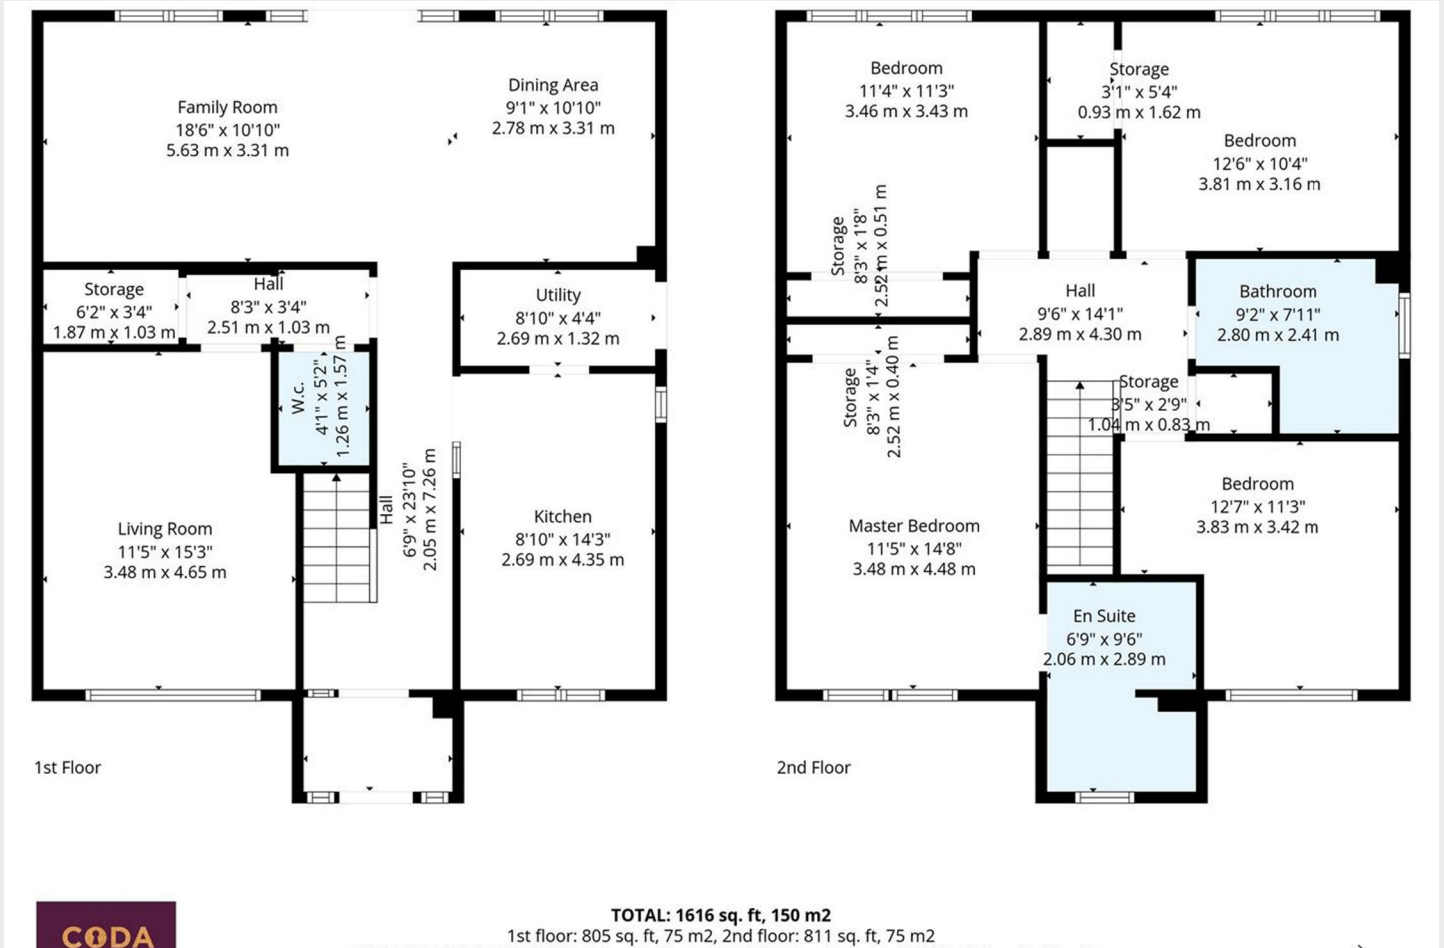 Family Room
18'6" x 10'10"
5.63 m x 3.31 m
Dining Area
9'1" x 10'10"
2.78 m x 3.31 m
Storage
6'2" x 3'4"
1.87 m x 1.03 m
Hall
8'3" x 3'4"
2.51 m x 1.03 m
Utility
8'10" x 4'4"
2.69 m x 1.32 m
W.c.
4'1" x 5'2"
1.26 m x 1.57 m
Living Room
11'5" x 15'3"
3.48 m x 4.65 m
Hall
6'9" x 23'10"
2.05 m x 7.26 m
Kitchen
8'10" x 14'3"
2.69 m x 4.35 m
1st Floor
Bedroom
11'4" x 11'3"
3.46 m x 3.43 m
Storage
3'1" x 5'4"
0.93 m x 1.62 m
Bedroom
12'6" x 10'4"
3.81 m x 3.16 m
Storage
8'3" x 1'8"
2.52 m x 0.51 m
Hall
9'6" x 14'1"
2.89 m x 4.30 m
Bathroom
9'2" x 7'11"
2.80 m x 2.41 m
Storage
8'3" x 1'4"
2.52 m x 0.40 m
Storage
3'5" x 2'9"
1.04 m x 0.83 m
Master Bedroom
11'5" x 14'8"
3.48 m x 4.48 m
Bedroom
12'7" x 11'3"
3.83 m x 3.42 m
En Suite
6'9" x 9'6"
2.06 m x 2.89 m
2nd Floor
CODA
TOTAL: 1616 sq. ft, 150 m2
1st floor: 805 sq. ft, 75 m2, 2nd floor: 811 sq. ft, 75 m2